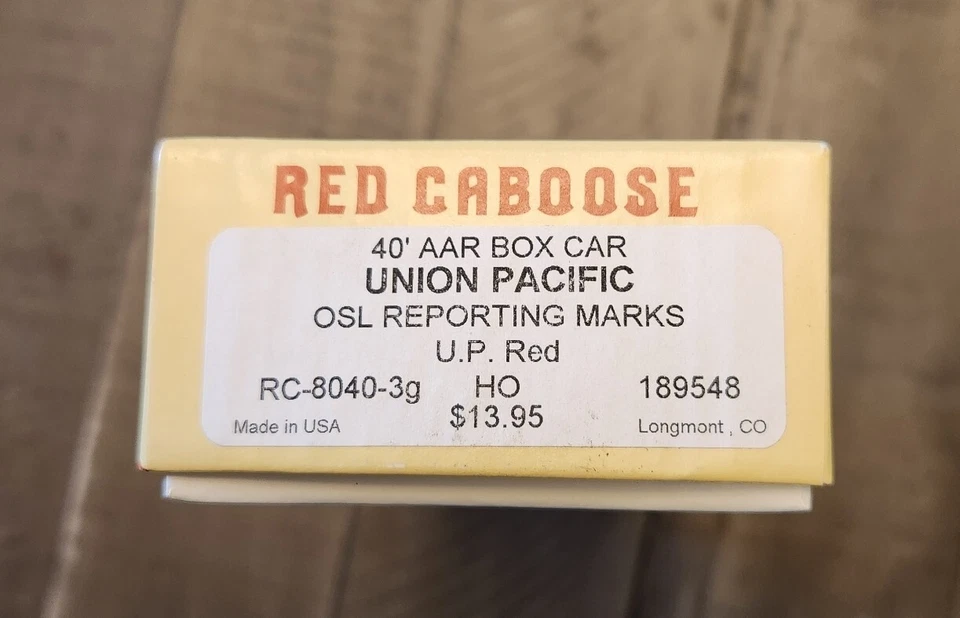 RED CABOOSE
40' AAR BOX CAR
UNION PACIFIC
OSL REPORTING MARKS
U.P. Red
RC-8040-3g HO 189548
$13.95
Made in USA Longmont , CO